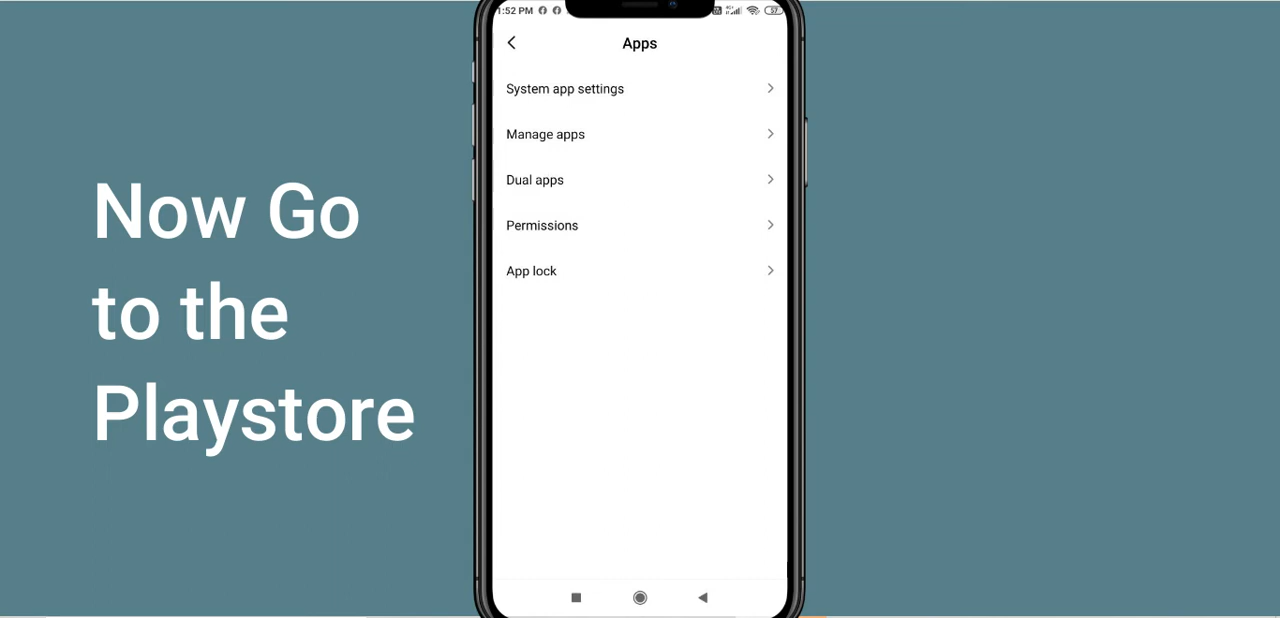 Now Go
to the
Playstore
1:52 PM
57
Apps
System app settings
Manage apps
Dual apps
Permissions
App lock